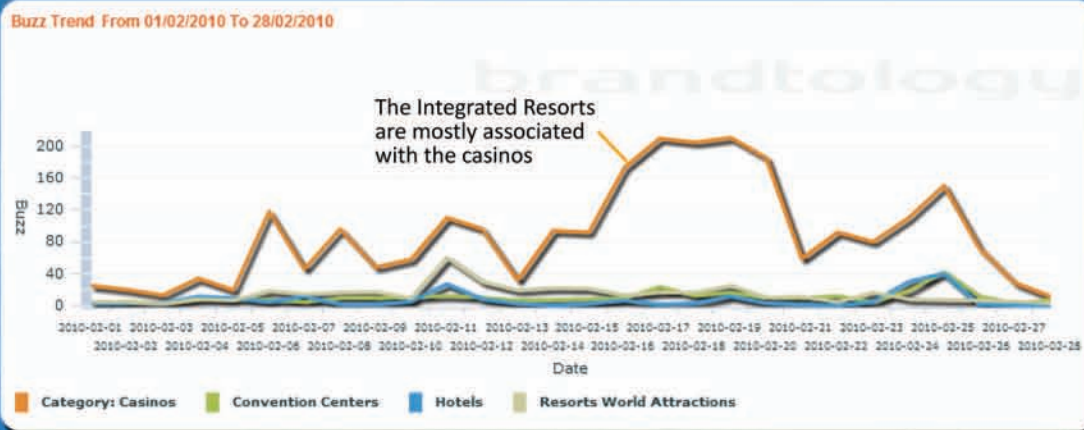 Buzz Trend From 01/02/2010 To 28/02/2010
brandtology
The Integrated Resorts
are mostly associated
with the casinos
200
160
120
80
40
0
Buzz
2010-02-01 2010-02-03 2010-02-05 2010-02-07 2010-02-09 2010-02-11 2010-02-13 2010-02-15 2010-02-17 2010-02-19 2010-02-21 2010-02-23 2010-02-25 2010-02-27
2010-02-02 2010-02-04 2010-02-06 2010-02-08 2010-02-10 2010-02-12 2010-02-14 2010-02-16 2010-02-18 2010-02-20 2010-02-22 2010-02-24 2010-02-26 2010-02-28
Date
Category: Casinos Convention Centers Hotels Resorts World Attractions